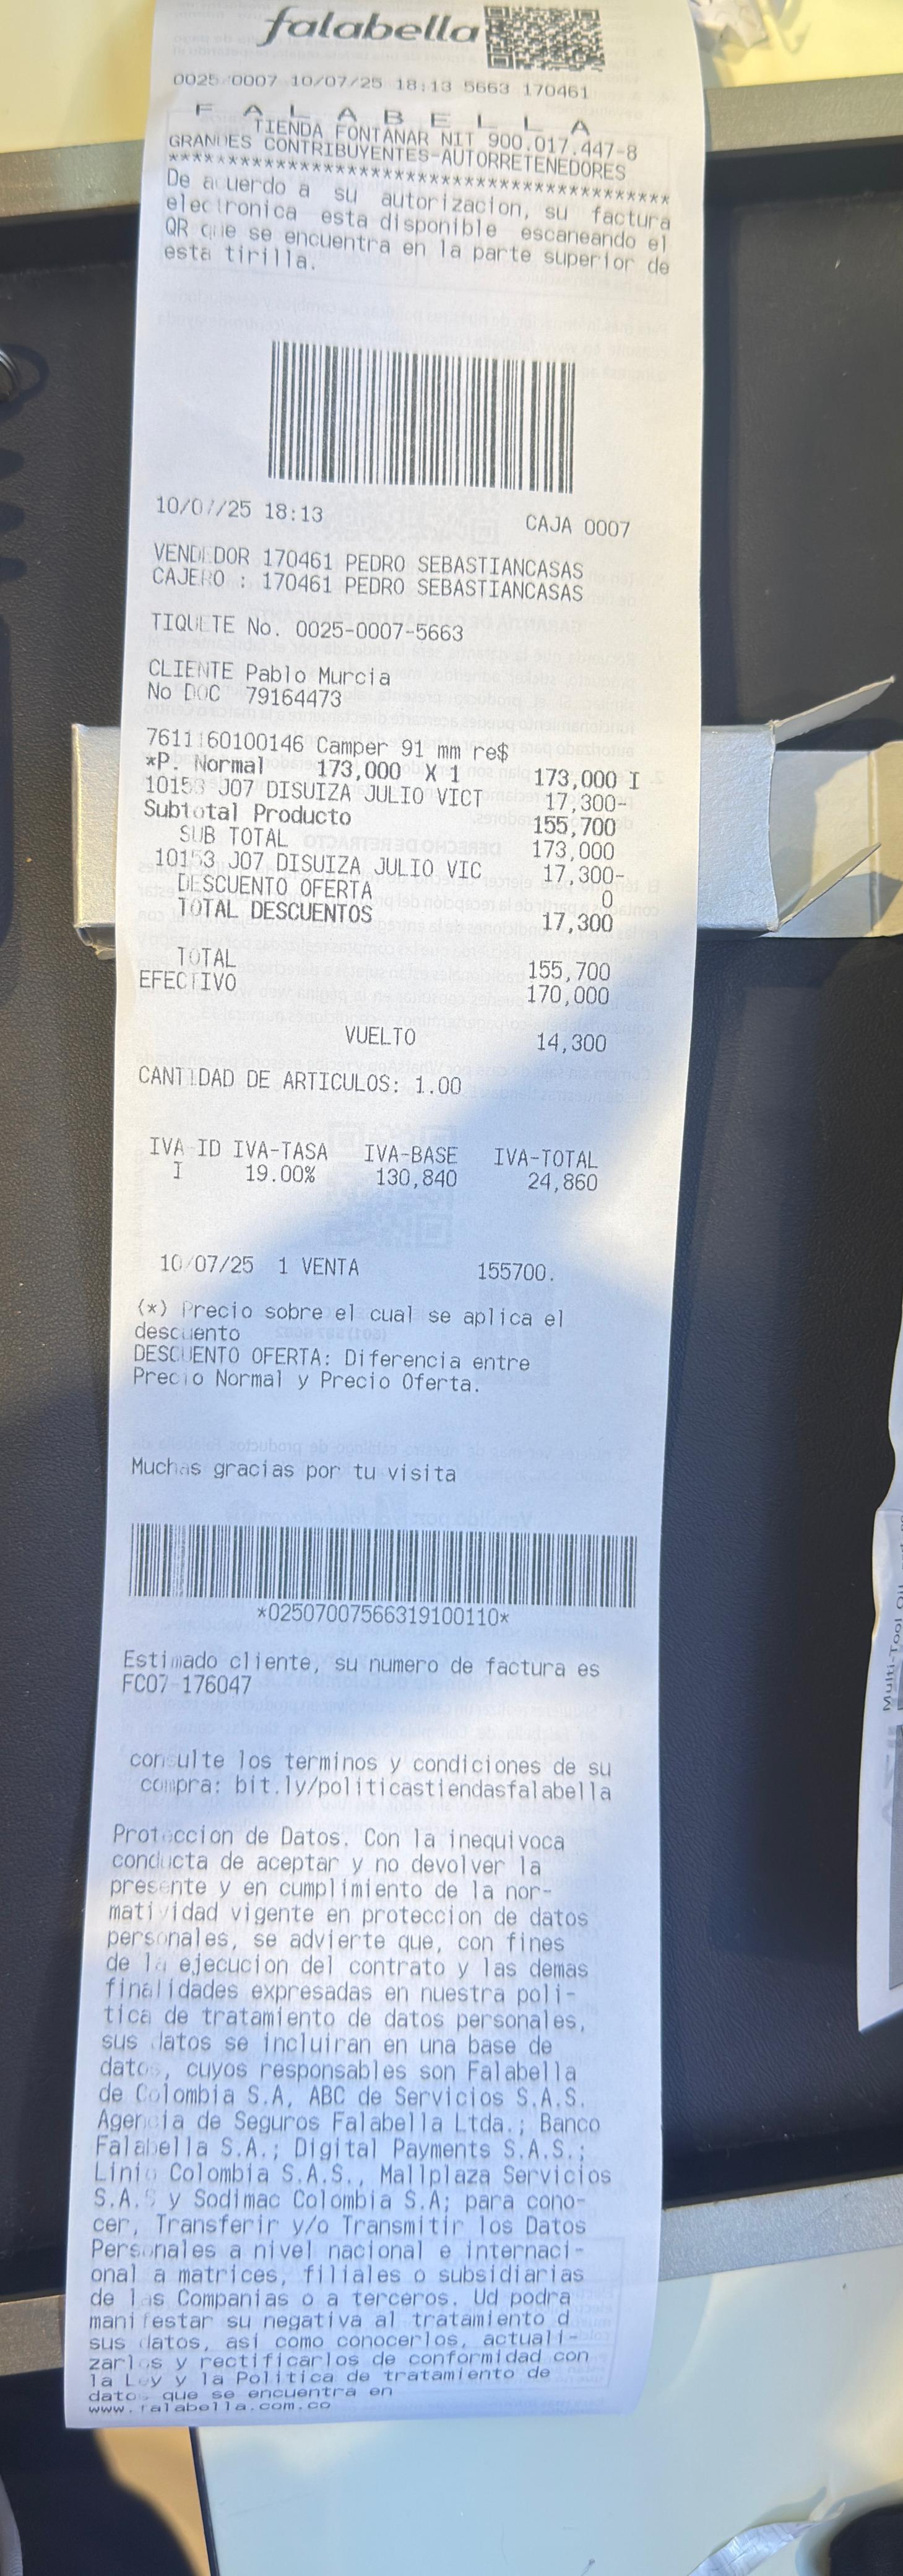 falabella
0025 0007 10/07/25 18:13 5663 170461
F A L A B E L L A
TIENDA FONTANAR NIT 900.017.447-8
GRANDES CONTRIBUYENTES-AUTORRETENEDORES
******************************************
De acuerdo a su autorizacion, su factura
electronica esta disponible escaneando el
QR que se encuentra en la parte superior de
esta tirilla.
10/07/25 18:13 CAJA 0007
VENDEDOR 170461 PEDRO SEBASTIANCASAS
CAJERO : 170461 PEDRO SEBASTIANCASAS
TIQUETE No. 0025-0007-5663
CLIENTE Pablo Murcia
No DOC 79164473
7611160100146 Camper 91 mm re$
*P. Normal 173,000 X 1 173,000 I
10153 J07 DISUIZA JULIO VICT 17,300-
Subtotal Producto 155,700
SUB TOTAL 173,000
10153 J07 DISUIZA JULIO VIC 17,300-
DESCUENTO OFERTA 0
TOTAL DESCUENTOS 17,300
TOTAL 155,700
EFECTIVO 170,000
VUELTO 14,300
CANTIDAD DE ARTICULOS: 1.00
IVA ID IVA-TASA IVA-BASE IVA-TOTAL
I 19.00% 130,840 24,860
10/07/25 1 VENTA 155700.
(*) Precio sobre el cual se aplica el
descuento
DESCUENTO OFERTA: Diferencia entre
Precio Normal y Precio Oferta.
Muchas gracias por tu visita
*02507007566319100110*
Estimado cliente, su numero de factura es
FC07-176047
consulte los terminos y condiciones de su
compra: bit.ly/politicastiendasfalabella
Proteccion de Datos. Con la inequivoca
conducta de aceptar y no devolver la
presente y en cumplimiento de la nor-
matividad vigente en proteccion de datos
personales, se advierte que, con fines
de la ejecucion del contrato y las demas
finalidades expresadas en nuestra poli-
tica de tratamiento de datos personales,
sus datos se incluiran en una base de
datos, cuyos responsables son Falabella
de Colombia S.A, ABC de Servicios S.A.S.
Agencia de Seguros Falabella Ltda.; Banco
Falabella S.A.; Digital Payments S.A.S.;
Linio Colombia S.A.S., Mallplaza Servicios
S.A.S y Sodimac Colombia S.A; para cono-
cer, Transferir y/o Transmitir los Datos
Personales a nivel nacional e internaci-
onal a matrices, filiales o subsidiarias
de las Companias o a terceros. Ud podra
manifestar su negativa al tratamiento d
sus datos, asi como conocerlos, actuali-
zarlos y rectificarlos de conformidad con
la Ley y la Politica de tratamiento de
datos que se encuentra en
www.falabella.com.co
Multi-Tool Oil